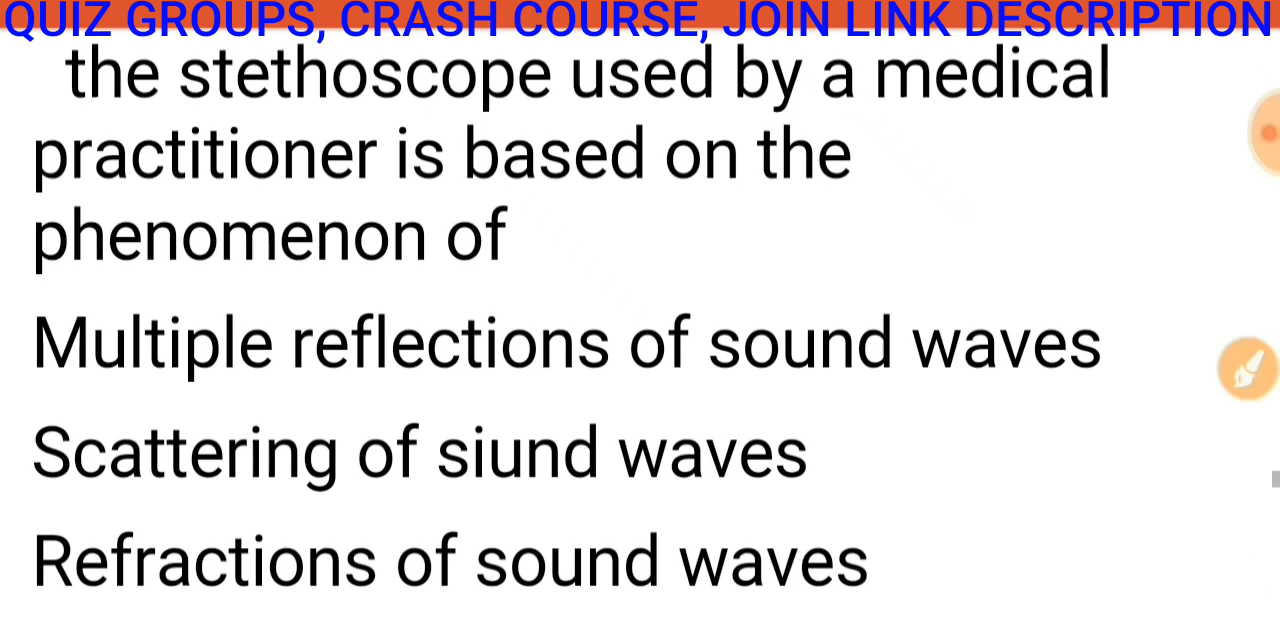 QUIZ GROUPS, CRASH COURSE, JOIN LINK DESCRIPTION
the stethoscope used by a medical
practitioner is based on the
phenomenon of
Multiple reflections of sound waves
Scattering of siund waves
Refractions of sound waves